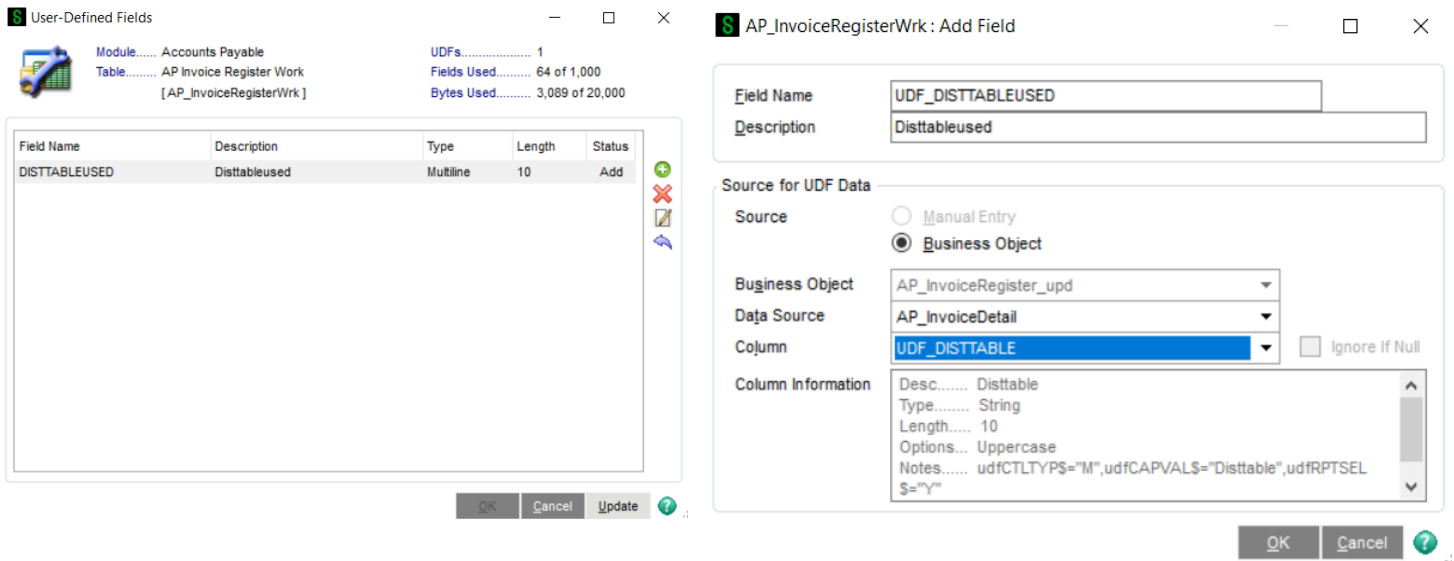 User-Defined Fields
Module...... Accounts Payable
Table......... AP Invoice Register Work
[ AP_InvoiceRegisterWrk ]
UDFs................... 1
Fields Used.......... 64 of 1,000
Bytes Used.......... 3,089 of 20,000
Field Name Description Type Length Status
DISTTABLEUSED Disttableused Multiline 10 Add
OK Cancel Update ?
S AP_InvoiceRegisterWrk : Add Field
Field Name UDF_DISTTABLEUSED
Description Disttableused
Source for UDF Data
Source Manual Entry
Business Object
Business Object AP_InvoiceRegister_upd
Data Source AP_InvoiceDetail
Column UDF_DISTTABLE Ignore If Null
Column Information Desc....... Disttable
Type........ String
Length..... 10
Options... Uppercase
Notes...... udfCTLTYP$="M",udfCAPVAL$="Disttable",udfRPTSEL
$="Y"
OK Cancel ?